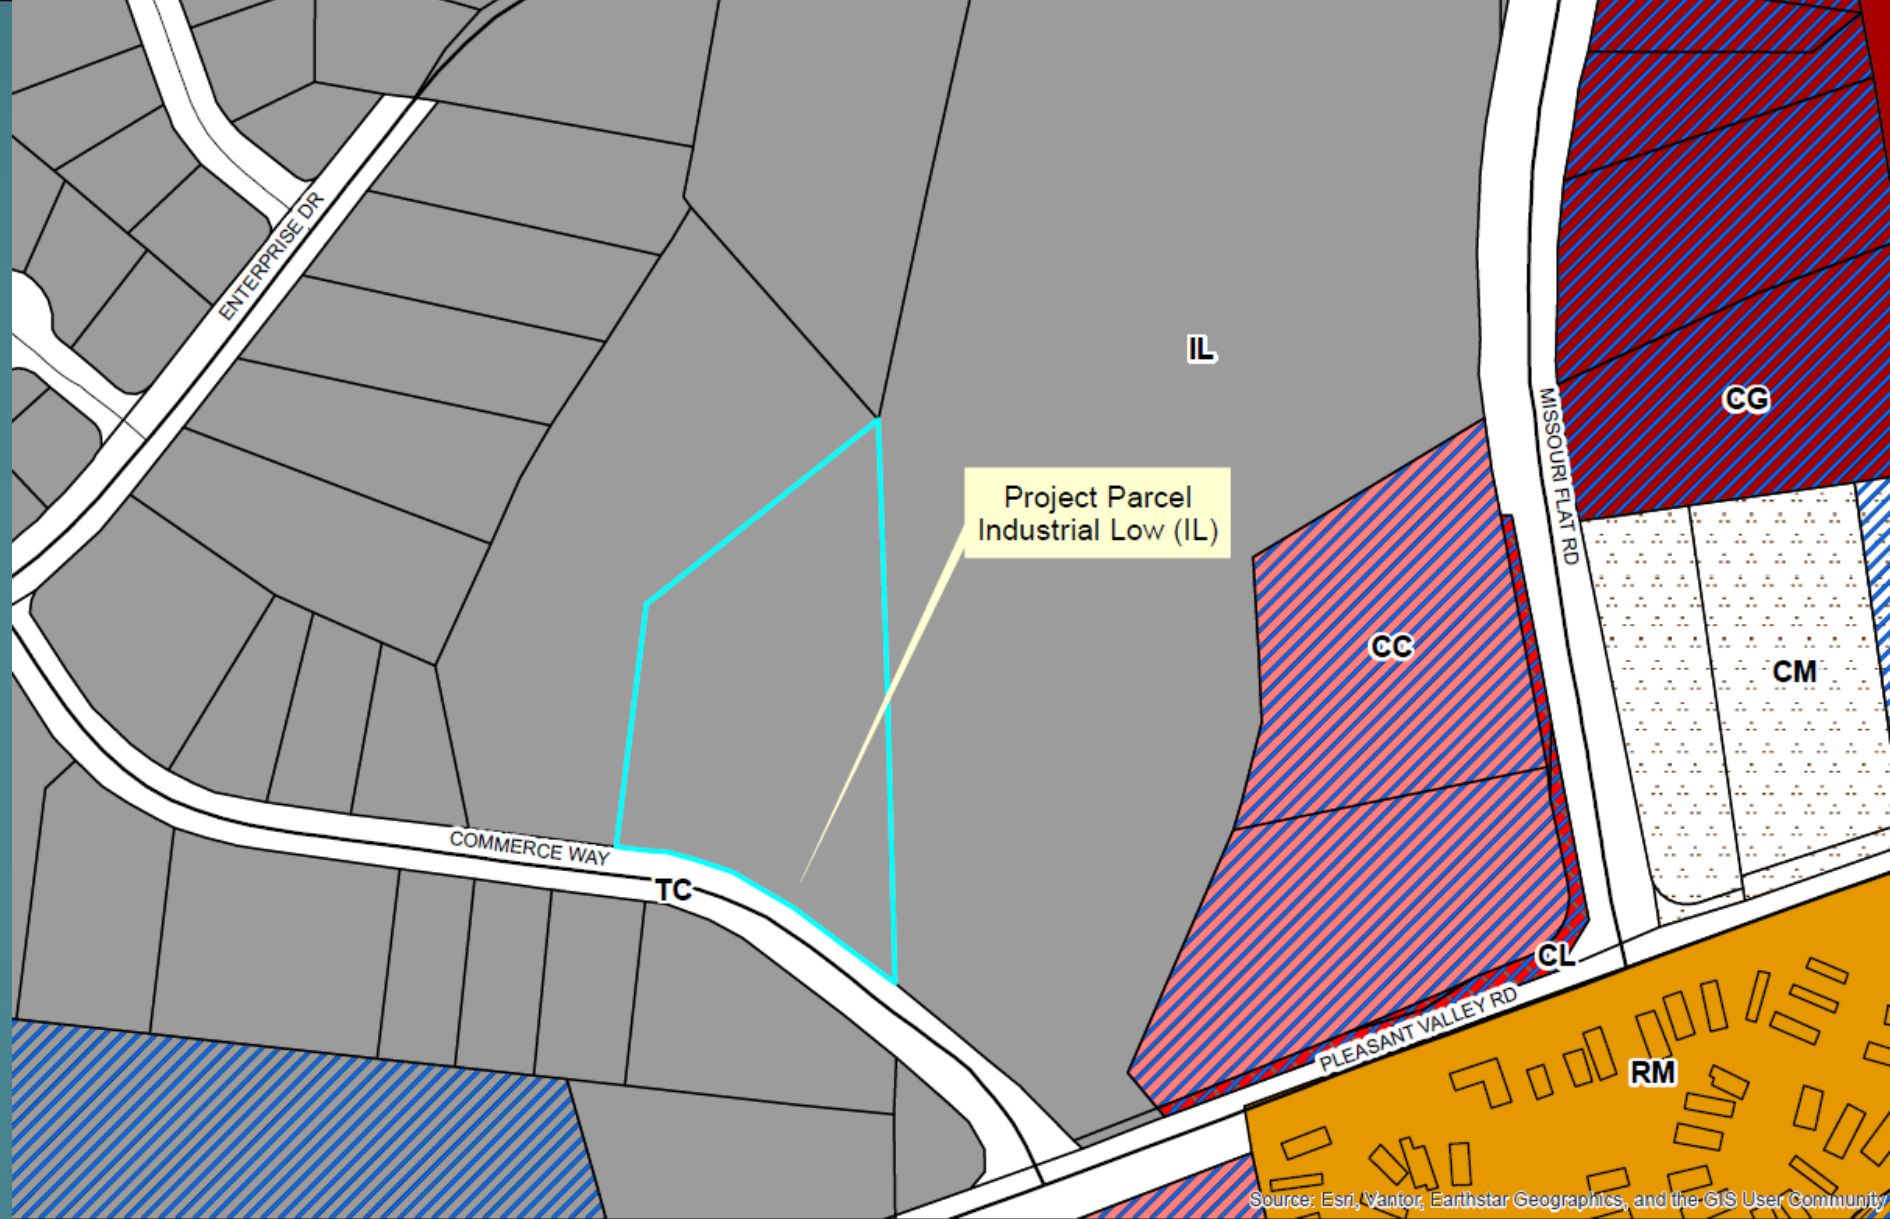 ENTERPRISE DR
IL
MISSOURI FLAT RD
CG
Project Parcel
Industrial Low (IL)
CC
CM
COMMERCE WAY
TC
CL
PLEASANT VALLEY RD
RM
Source: Esri, Vantor, Earthstar Geographics, and the GIS User Community